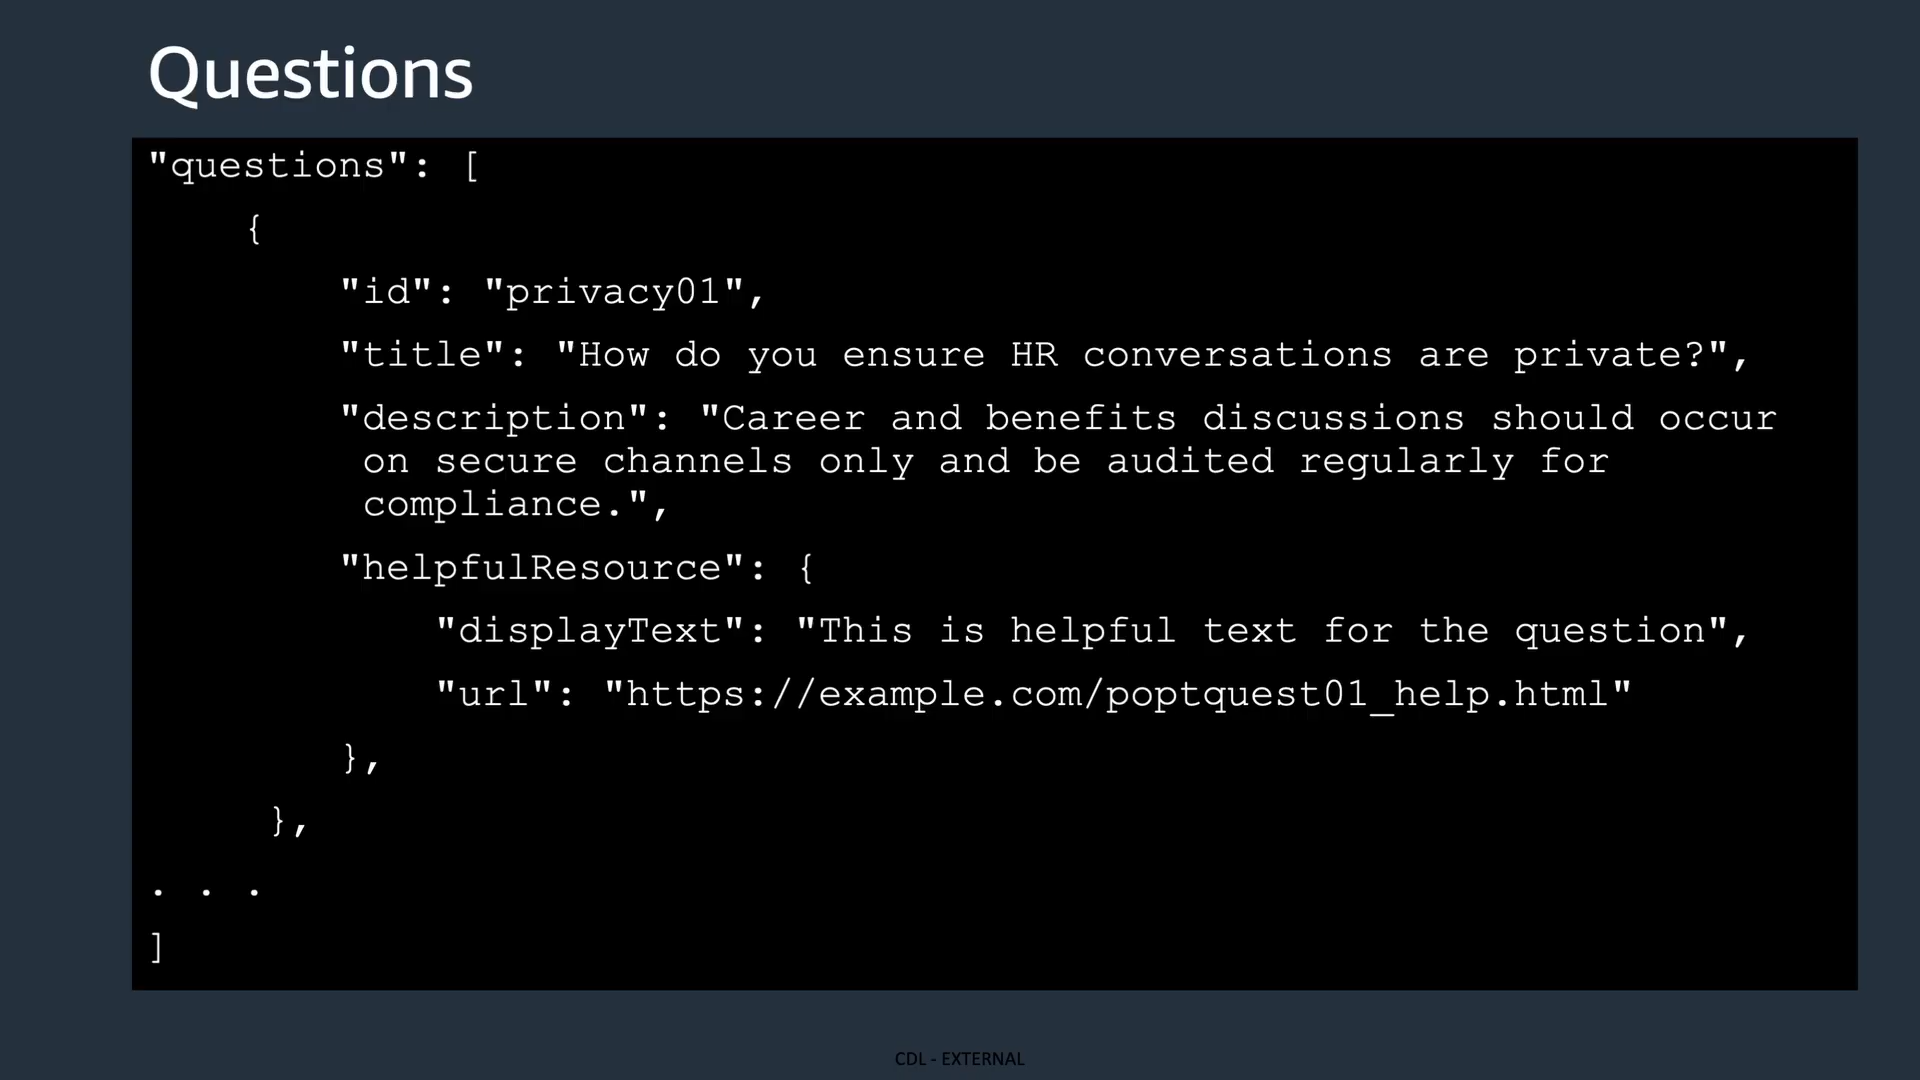 Questions
"questions": [
{
"id": "privacy01",
"title": "How do you ensure HR conversations are private?",
"description": "Career and benefits discussions should occur
on secure channels only and be audited regularly for
compliance.",
"helpfulResource": {
"displayText": "This is helpful text for the question",
"url": "https://example.com/poptquest01_help.html"
},
},
. . .
]
CDL - EXTERNAL